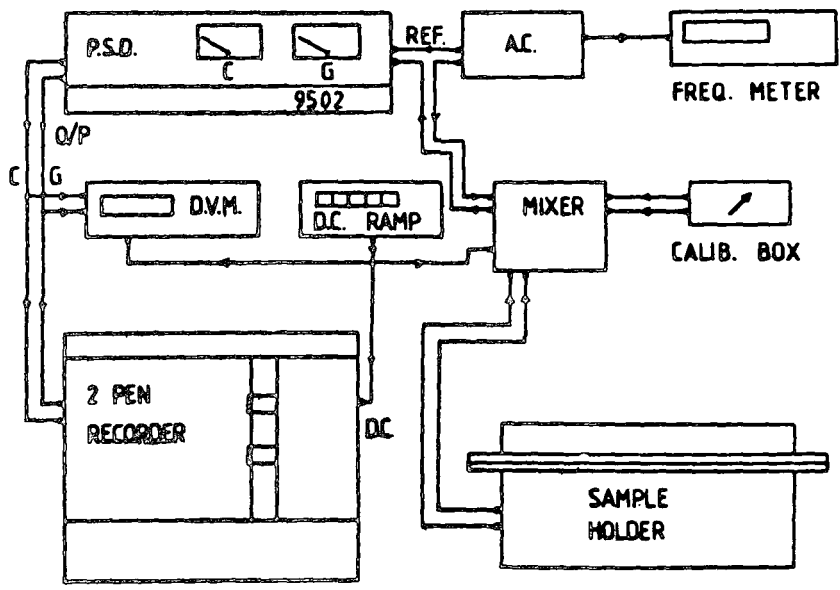 P.S.D.
C
G
9502
REF.
A.C.
FREQ. METER
O/P
C
G
D.V.M.
D.C. RAMP
MIXER
CALIB. BOX
2 PEN
RECORDER
D.C
SAMPLE
HOLDER